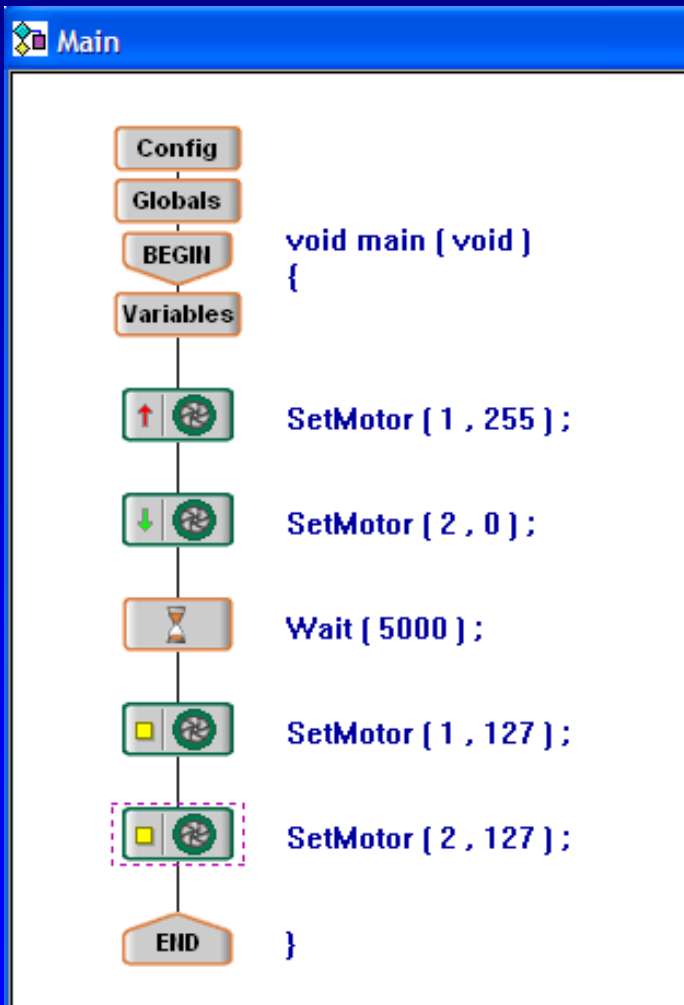 Main
Config
Globals
BEGIN
void main ( void )
{
Variables
SetMotor ( 1 , 255 ) ;
SetMotor ( 2 , 0 ) ;
Wait ( 5000 ) ;
SetMotor ( 1 , 127 ) ;
SetMotor ( 2 , 127 ) ;
END }